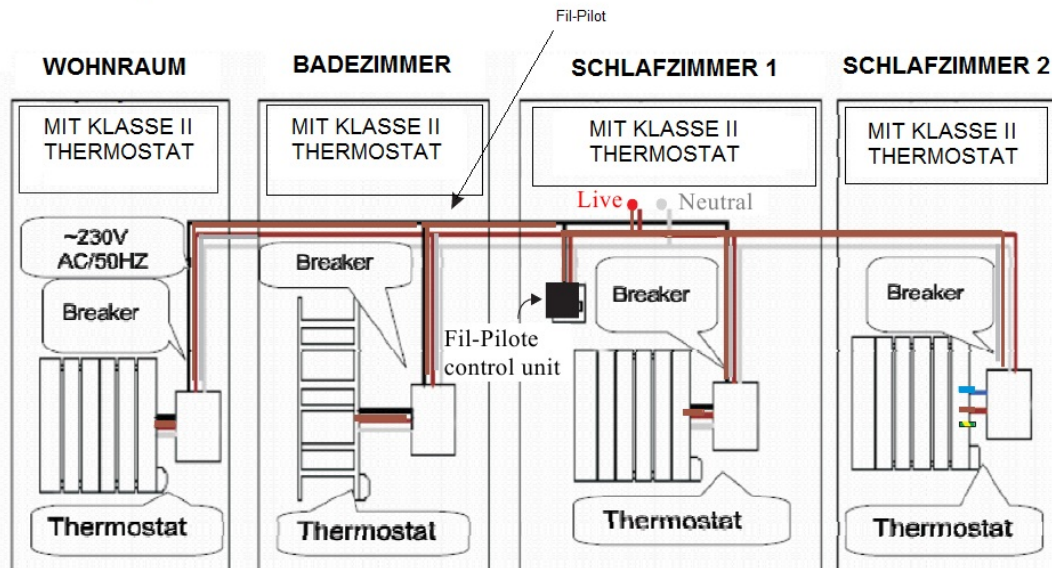 Fil-Pilot
WOHNRAUM
BADEZIMMER
SCHLAFZIMMER 1
SCHLAFZIMMER 2
MIT KLASSE II
THERMOSTAT
MIT KLASSE II
THERMOSTAT
MIT KLASSE II
THERMOSTAT
MIT KLASSE II
THERMOSTAT
Live
Neutral
~230V
AC/50HZ
Breaker
Breaker
Breaker
Breaker
Fil-Pilote
control unit
Thermostat
Thermostat
Thermostat
Thermostat